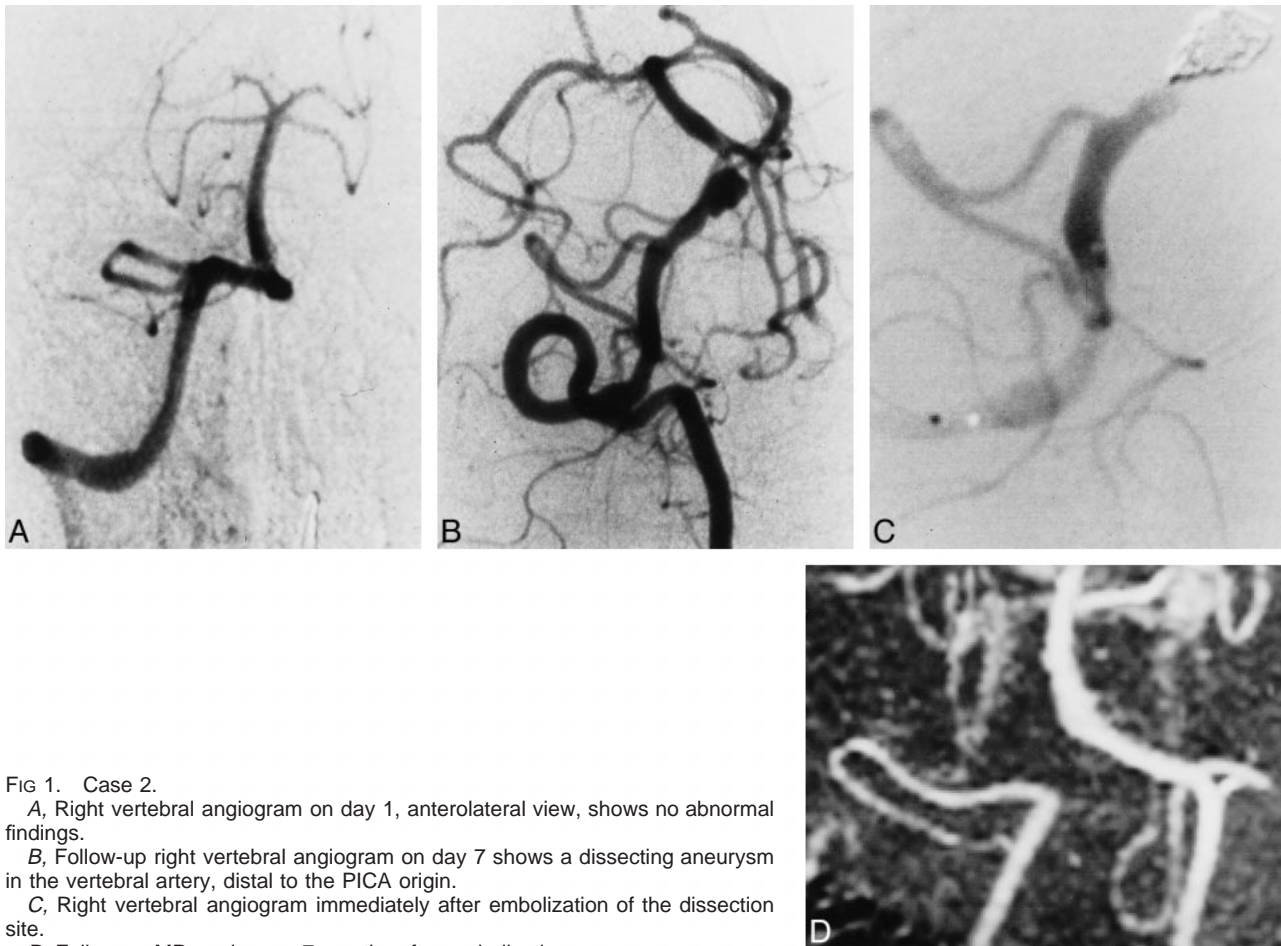 A
B
C
D
FIG 1. Case 2.
A, Right vertebral angiogram on day 1, anterolateral view, shows no abnormal
findings.
B, Follow-up right vertebral angiogram on day 7 shows a dissecting aneurysm
in the vertebral artery, distal to the PICA origin.
C, Right vertebral angiogram immediately after embolization of the dissection
site.